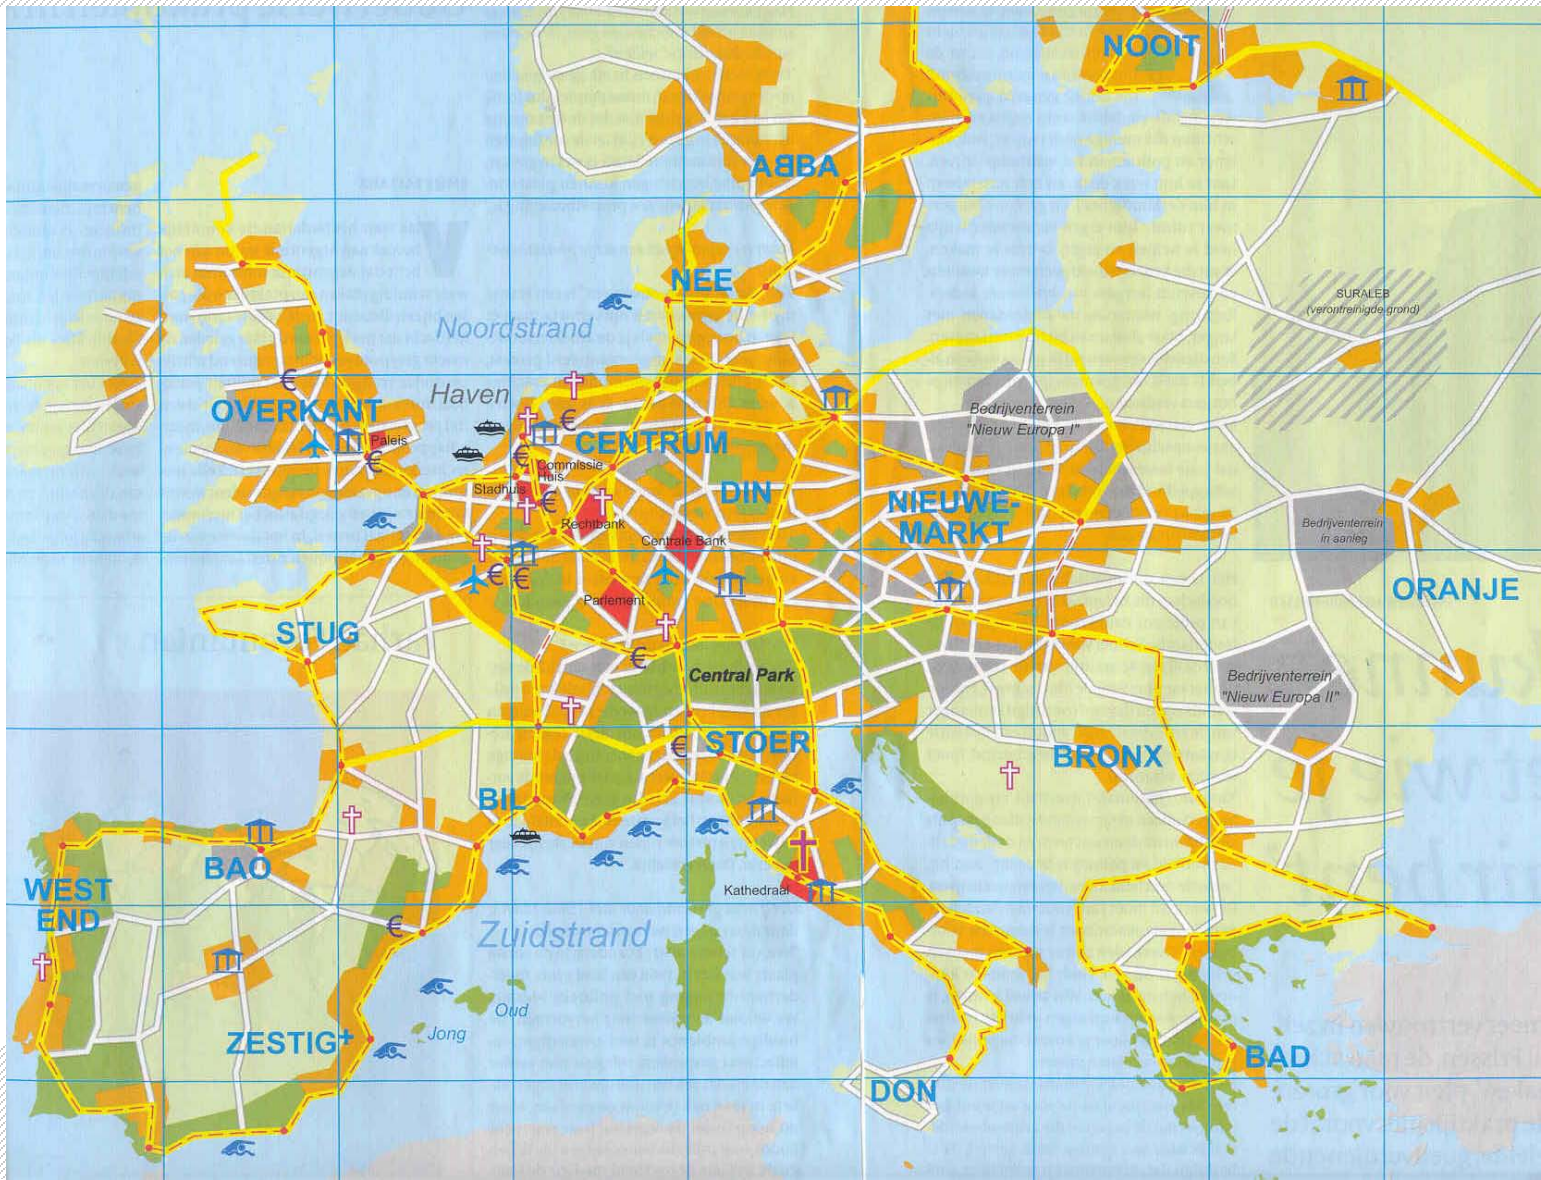 NOOIT
ABBA
NEE
SURALEB
(verontreinigde grond)
Noordstrand
Haven
OVERKANT
Paleis
CENTRUM
Commissie
Huis
Stadhuis
Rechtbank
Centrale Bank
Parlement
DIN
Bedrijventerrein
"Nieuw Europa I"
NIEUWE-
MARKT
Bedrijventerrein
in aanleg
ORANJE
STUG
Central Park
Bedrijventerrein
"Nieuw Europa II"
STOER
BRONX
BIL
BAO
WEST
END
Kathedraal
Zuidstrand
Oud
Jong
ZESTIG+
DON
BAD